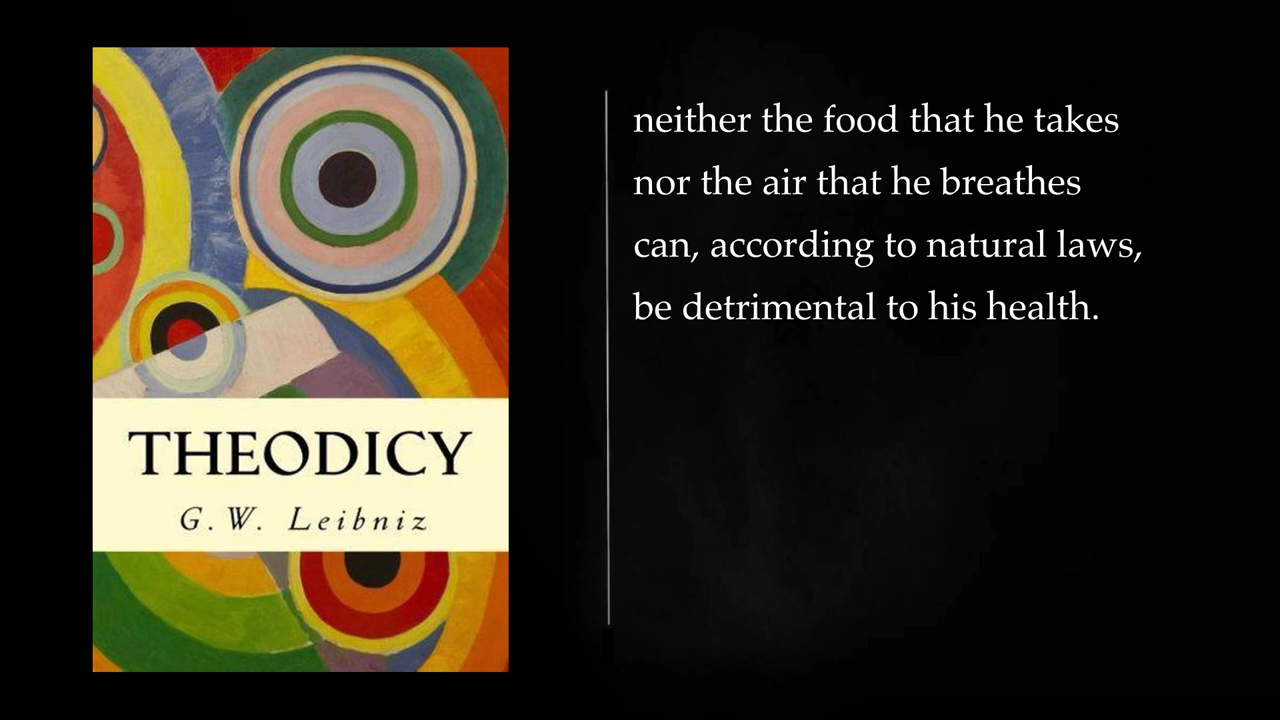 THEODICY
G. W. Leibniz
neither the food that he takes
nor the air that he breathes
can, according to natural laws,
be detrimental to his health.